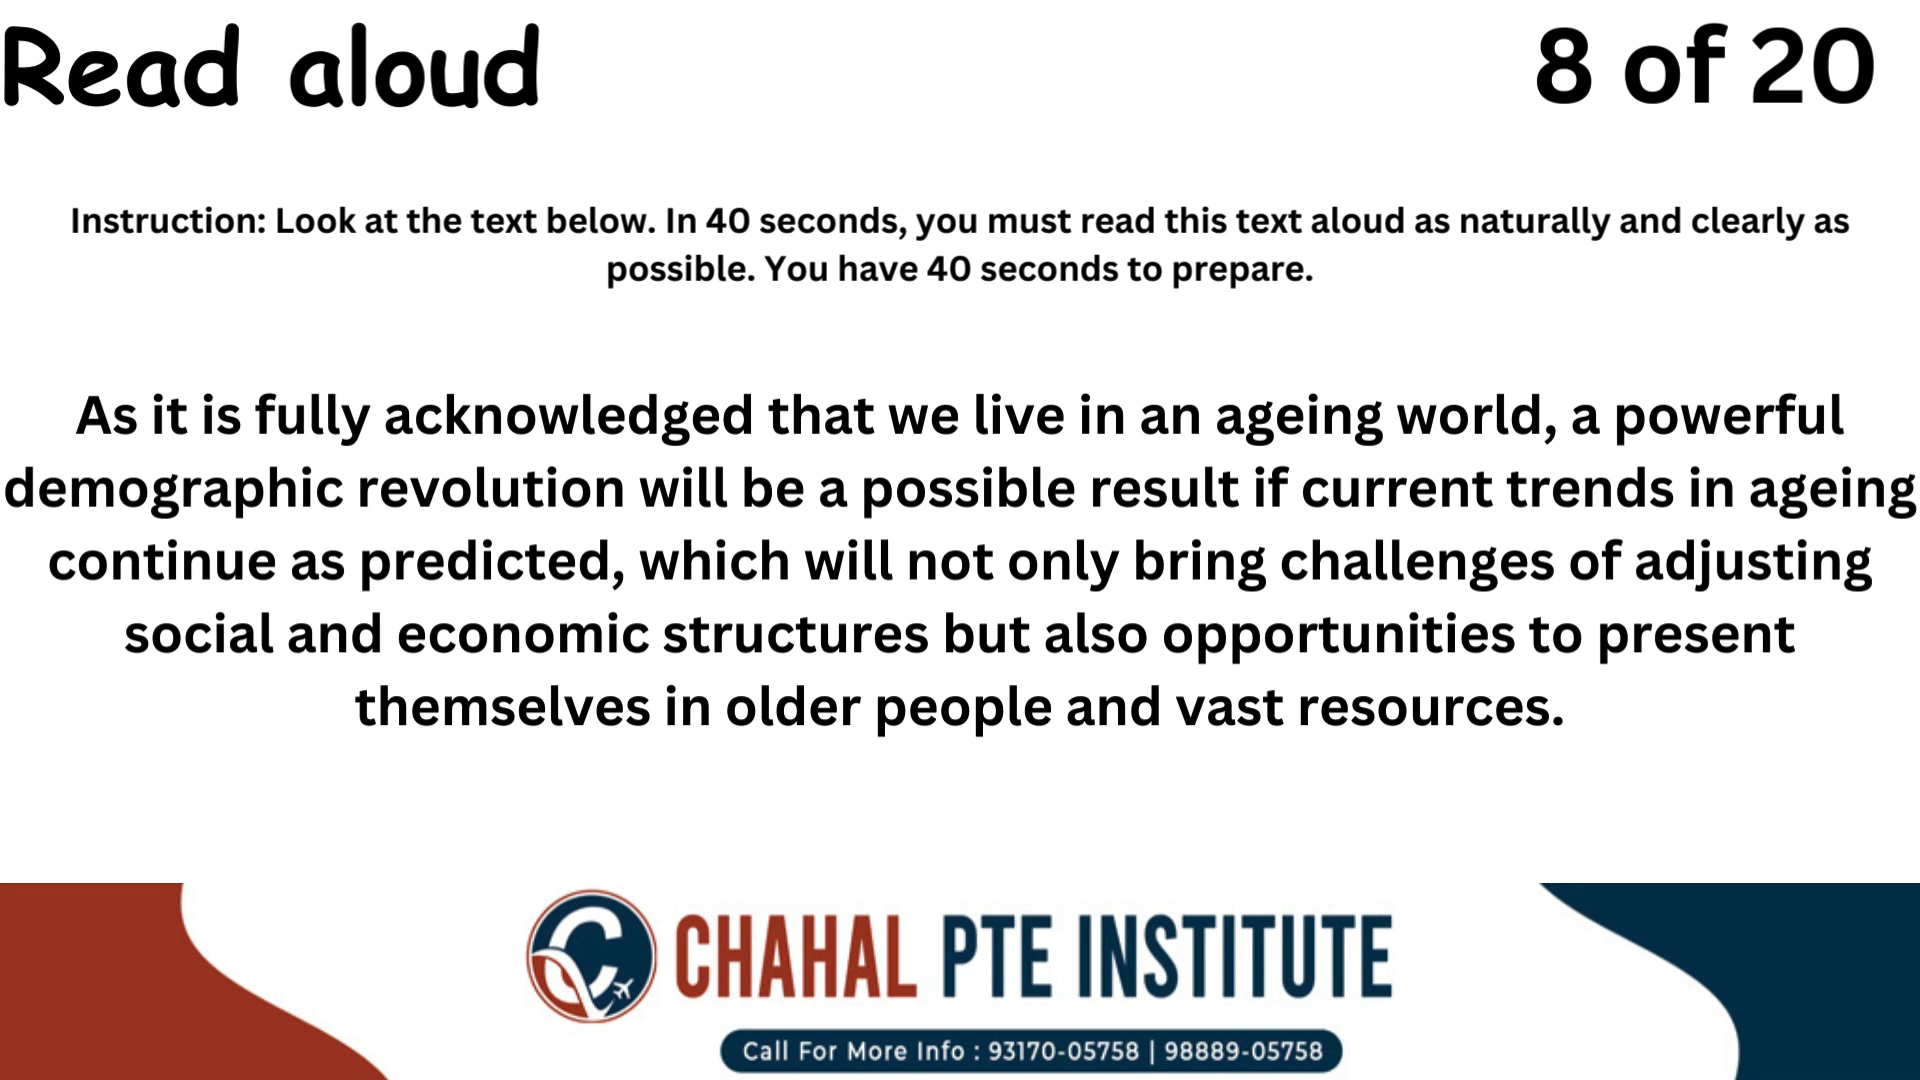 Read aloud
8 of 20
Instruction: Look at the text below. In 40 seconds, you must read this text aloud as naturally and clearly as
possible. You have 40 seconds to prepare.
As it is fully acknowledged that we live in an ageing world, a powerful
demographic revolution will be a possible result if current trends in ageing
continue as predicted, which will not only bring challenges of adjusting
social and economic structures but also opportunities to present
themselves in older people and vast resources.
CHAHAL PTE INSTITUTE
Call For More Info : 93170-05758 | 98889-05758